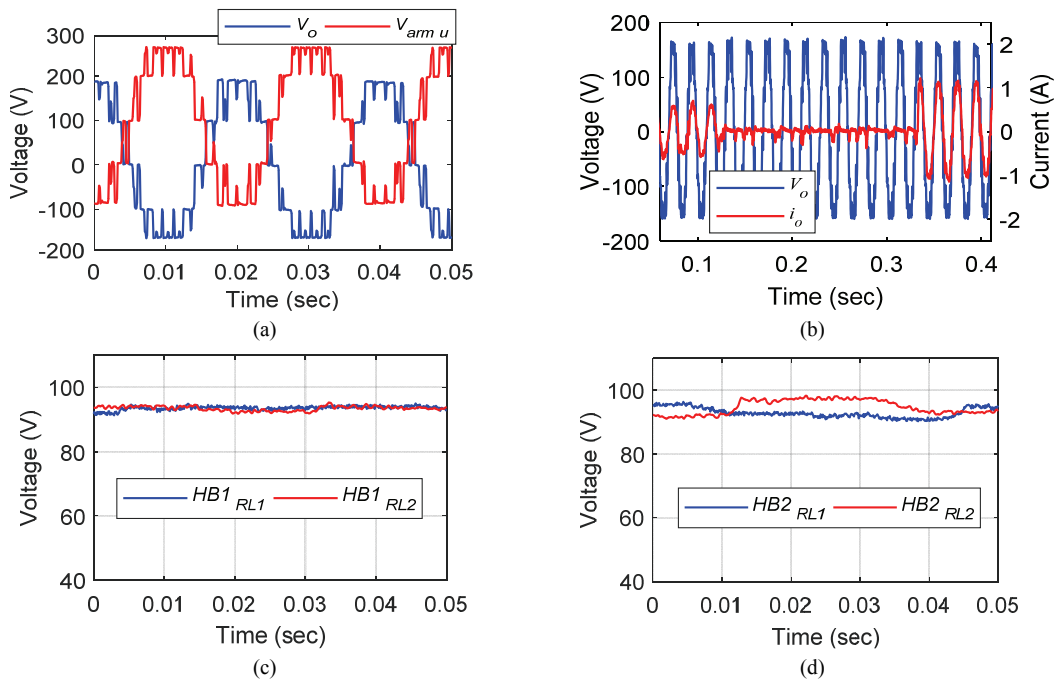 V_o V_arm u
300
200
100
0
-100
-200
Voltage (V)
0 0.01 0.02 0.03 0.04 0.05
Time (sec)
(a)
200
100
0
-100
-200
Voltage (V)
2
1
0
-1
-2
Current (A)
V_o
i_o
0.1 0.2 0.3 0.4
Time (sec)
(b)
100
80
60
40
Voltage (V)
HB1_RL1 HB1_RL2
0 0.01 0.02 0.03 0.04 0.05
Time (sec)
(c)
100
80
60
40
Voltage (V)
HB2_RL1 HB2_RL2
0 0.01 0.02 0.03 0.04 0.05
Time (sec)
(d)